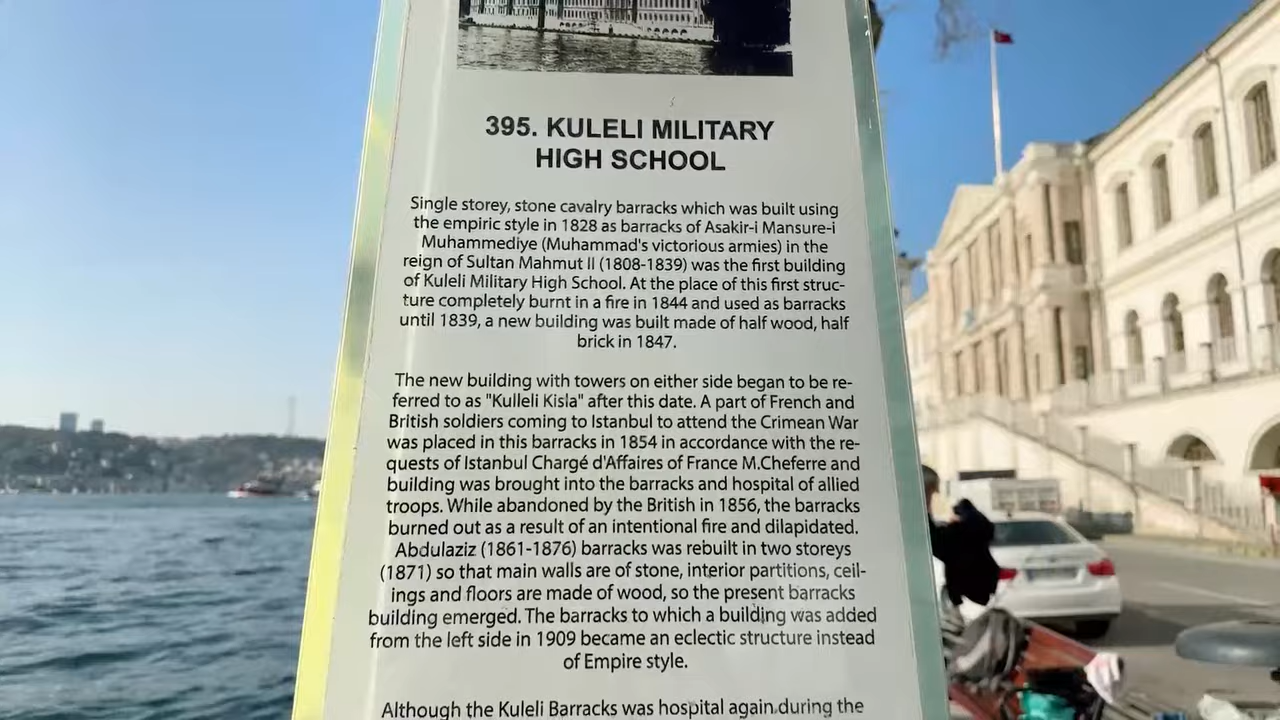 395. KULELI MILITARY
HIGH SCHOOL
Single storey, stone cavalry barracks which was built using
the empiric style in 1828 as barracks of Asakir-i Mansure-i
Muhammediye (Muhammad's victorious armies) in the
reign of Sultan Mahmut II (1808-1839) was the first building
of Kuleli Military High School. At the place of this first struc-
ture completely burnt in a fire in 1844 and used as barracks
until 1839, a new building was built made of half wood, half
brick in 1847.
The new building with towers on either side began to be re-
ferred to as "Kulleli Kisla" after this date. A part of French and
British soldiers coming to Istanbul to attend the Crimean War
was placed in this barracks in 1854 in accordance with the re-
quests of Istanbul Chargé d'Affaires of France M.Cheferre and
building was brought into the barracks and hospital of allied
troops. While abandoned by the British in 1856, the barracks
burned out as a result of an intentional fire and dilapidated.
Abdulaziz (1861-1876) barracks was rebuilt in two storeys
(1871) so that main walls are of stone, interior partitions, ceil-
ings and floors are made of wood, so the present barracks
building emerged. The barracks to which a building was added
from the left side in 1909 became an eclectic structure instead
of Empire style.
Although the Kuleli Barracks was hospital again during the